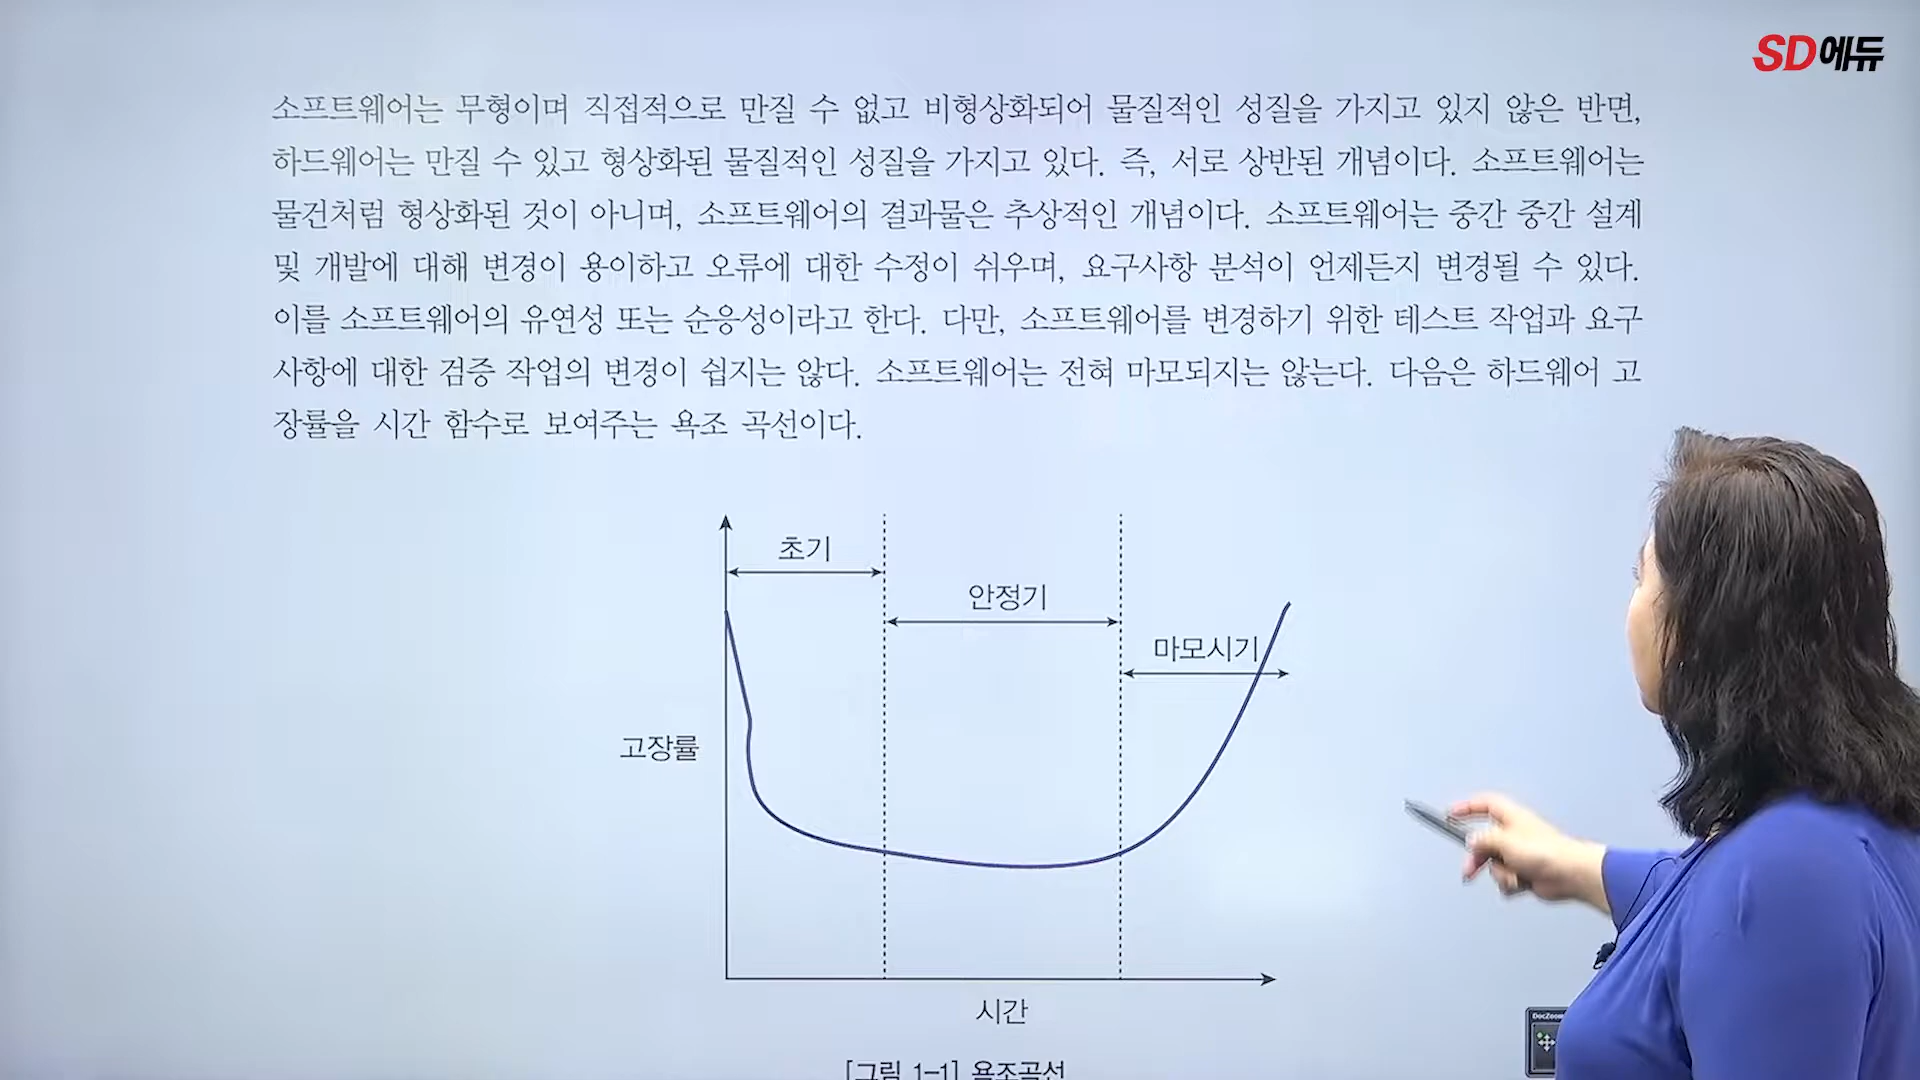 SD에듀
소프트웨어는 무형이며 직접적으로 만질 수 없고 비형상화되어 물질적인 성질을 가지고 있지 않은 반면,
하드웨어는 만질 수 있고 형상화된 물질적인 성질을 가지고 있다. 즉, 서로 상반된 개념이다. 소프트웨어는
물건처럼 형상화된 것이 아니며, 소프트웨어의 결과물은 추상적인 개념이다. 소프트웨어는 중간 중간 설계
및 개발에 대해 변경이 용이하고 오류에 대한 수정이 쉬우며, 요구사항 분석이 언제든지 변경될 수 있다.
이를 소프트웨어의 유연성 또는 순응성이라고 한다. 다만, 소프트웨어를 변경하기 위한 테스트 작업과 요구
사항에 대한 검증 작업의 변경이 쉽지는 않다. 소프트웨어는 전혀 마모되지는 않는다. 다음은 하드웨어 고
장률을 시간 함수로 보여주는 욕조 곡선이다.
초기
안정기
마모시기
고장률
시간
[그림 1-1] 욕조곡선
DocZoom